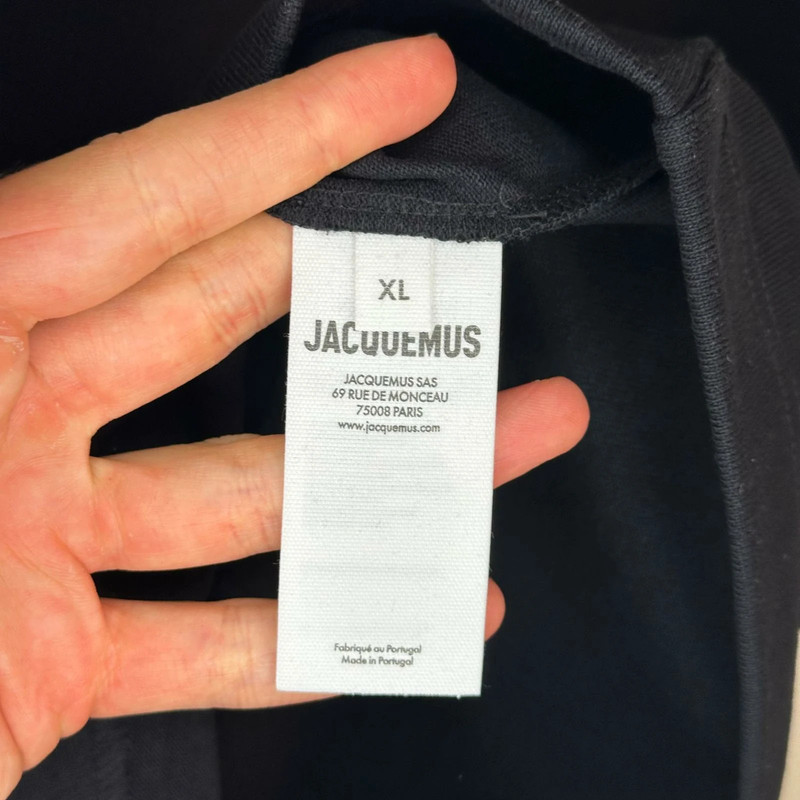 XL
JACQUEMUS
JACQUEMUS SAS
69 RUE DE MONCEAU
75008 PARIS
www.jacquemus.com
Fabriqué au Portugal
Made in Portugal